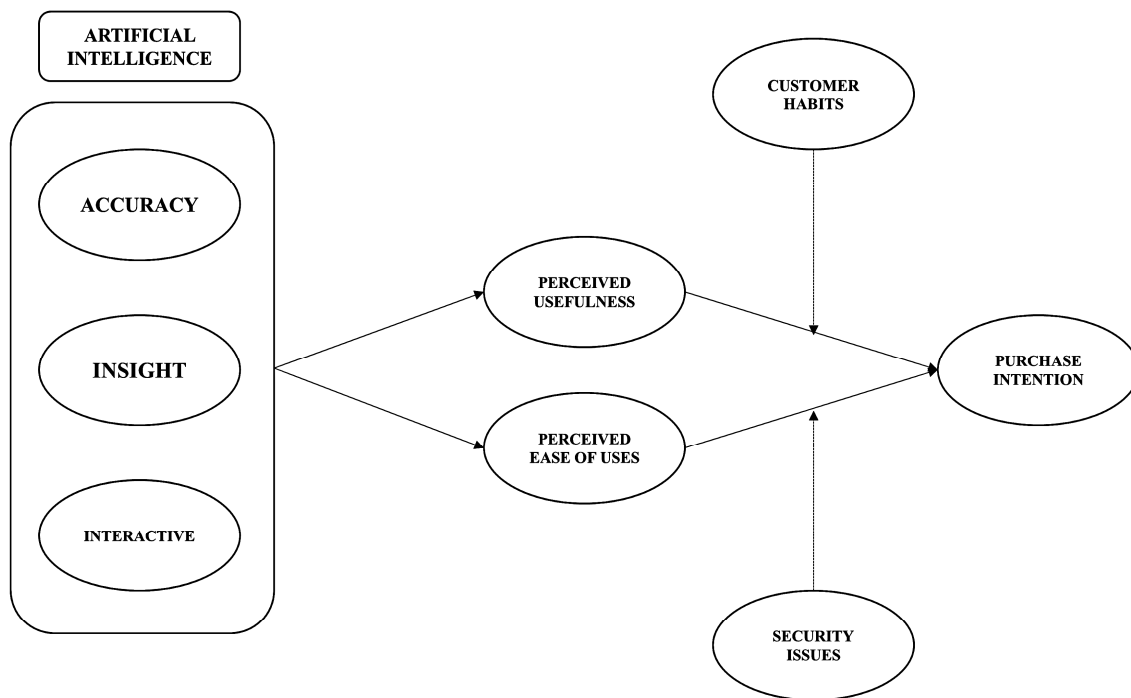 ARTIFICIAL
INTELLIGENCE
ACCURACY
INSIGHT
INTERACTIVE
PERCEIVED
USEFULNESS
PERCEIVED
EASE OF USES
CUSTOMER
HABITS
SECURITY
ISSUES
PURCHASE
INTENTION